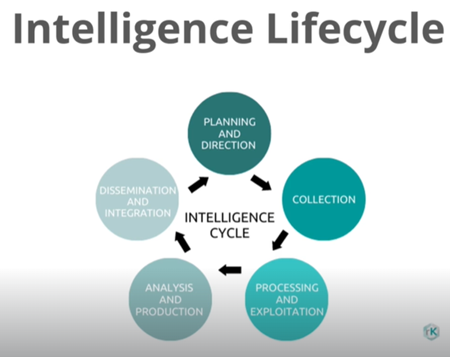 Intelligence Lifecycle
PLANNING
AND
DIRECTION
COLLECTION
PROCESSING
AND
EXPLOITATION
ANALYSIS
AND
PRODUCTION
DISSEMINATION
AND
INTEGRATION
INTELLIGENCE
CYCLE